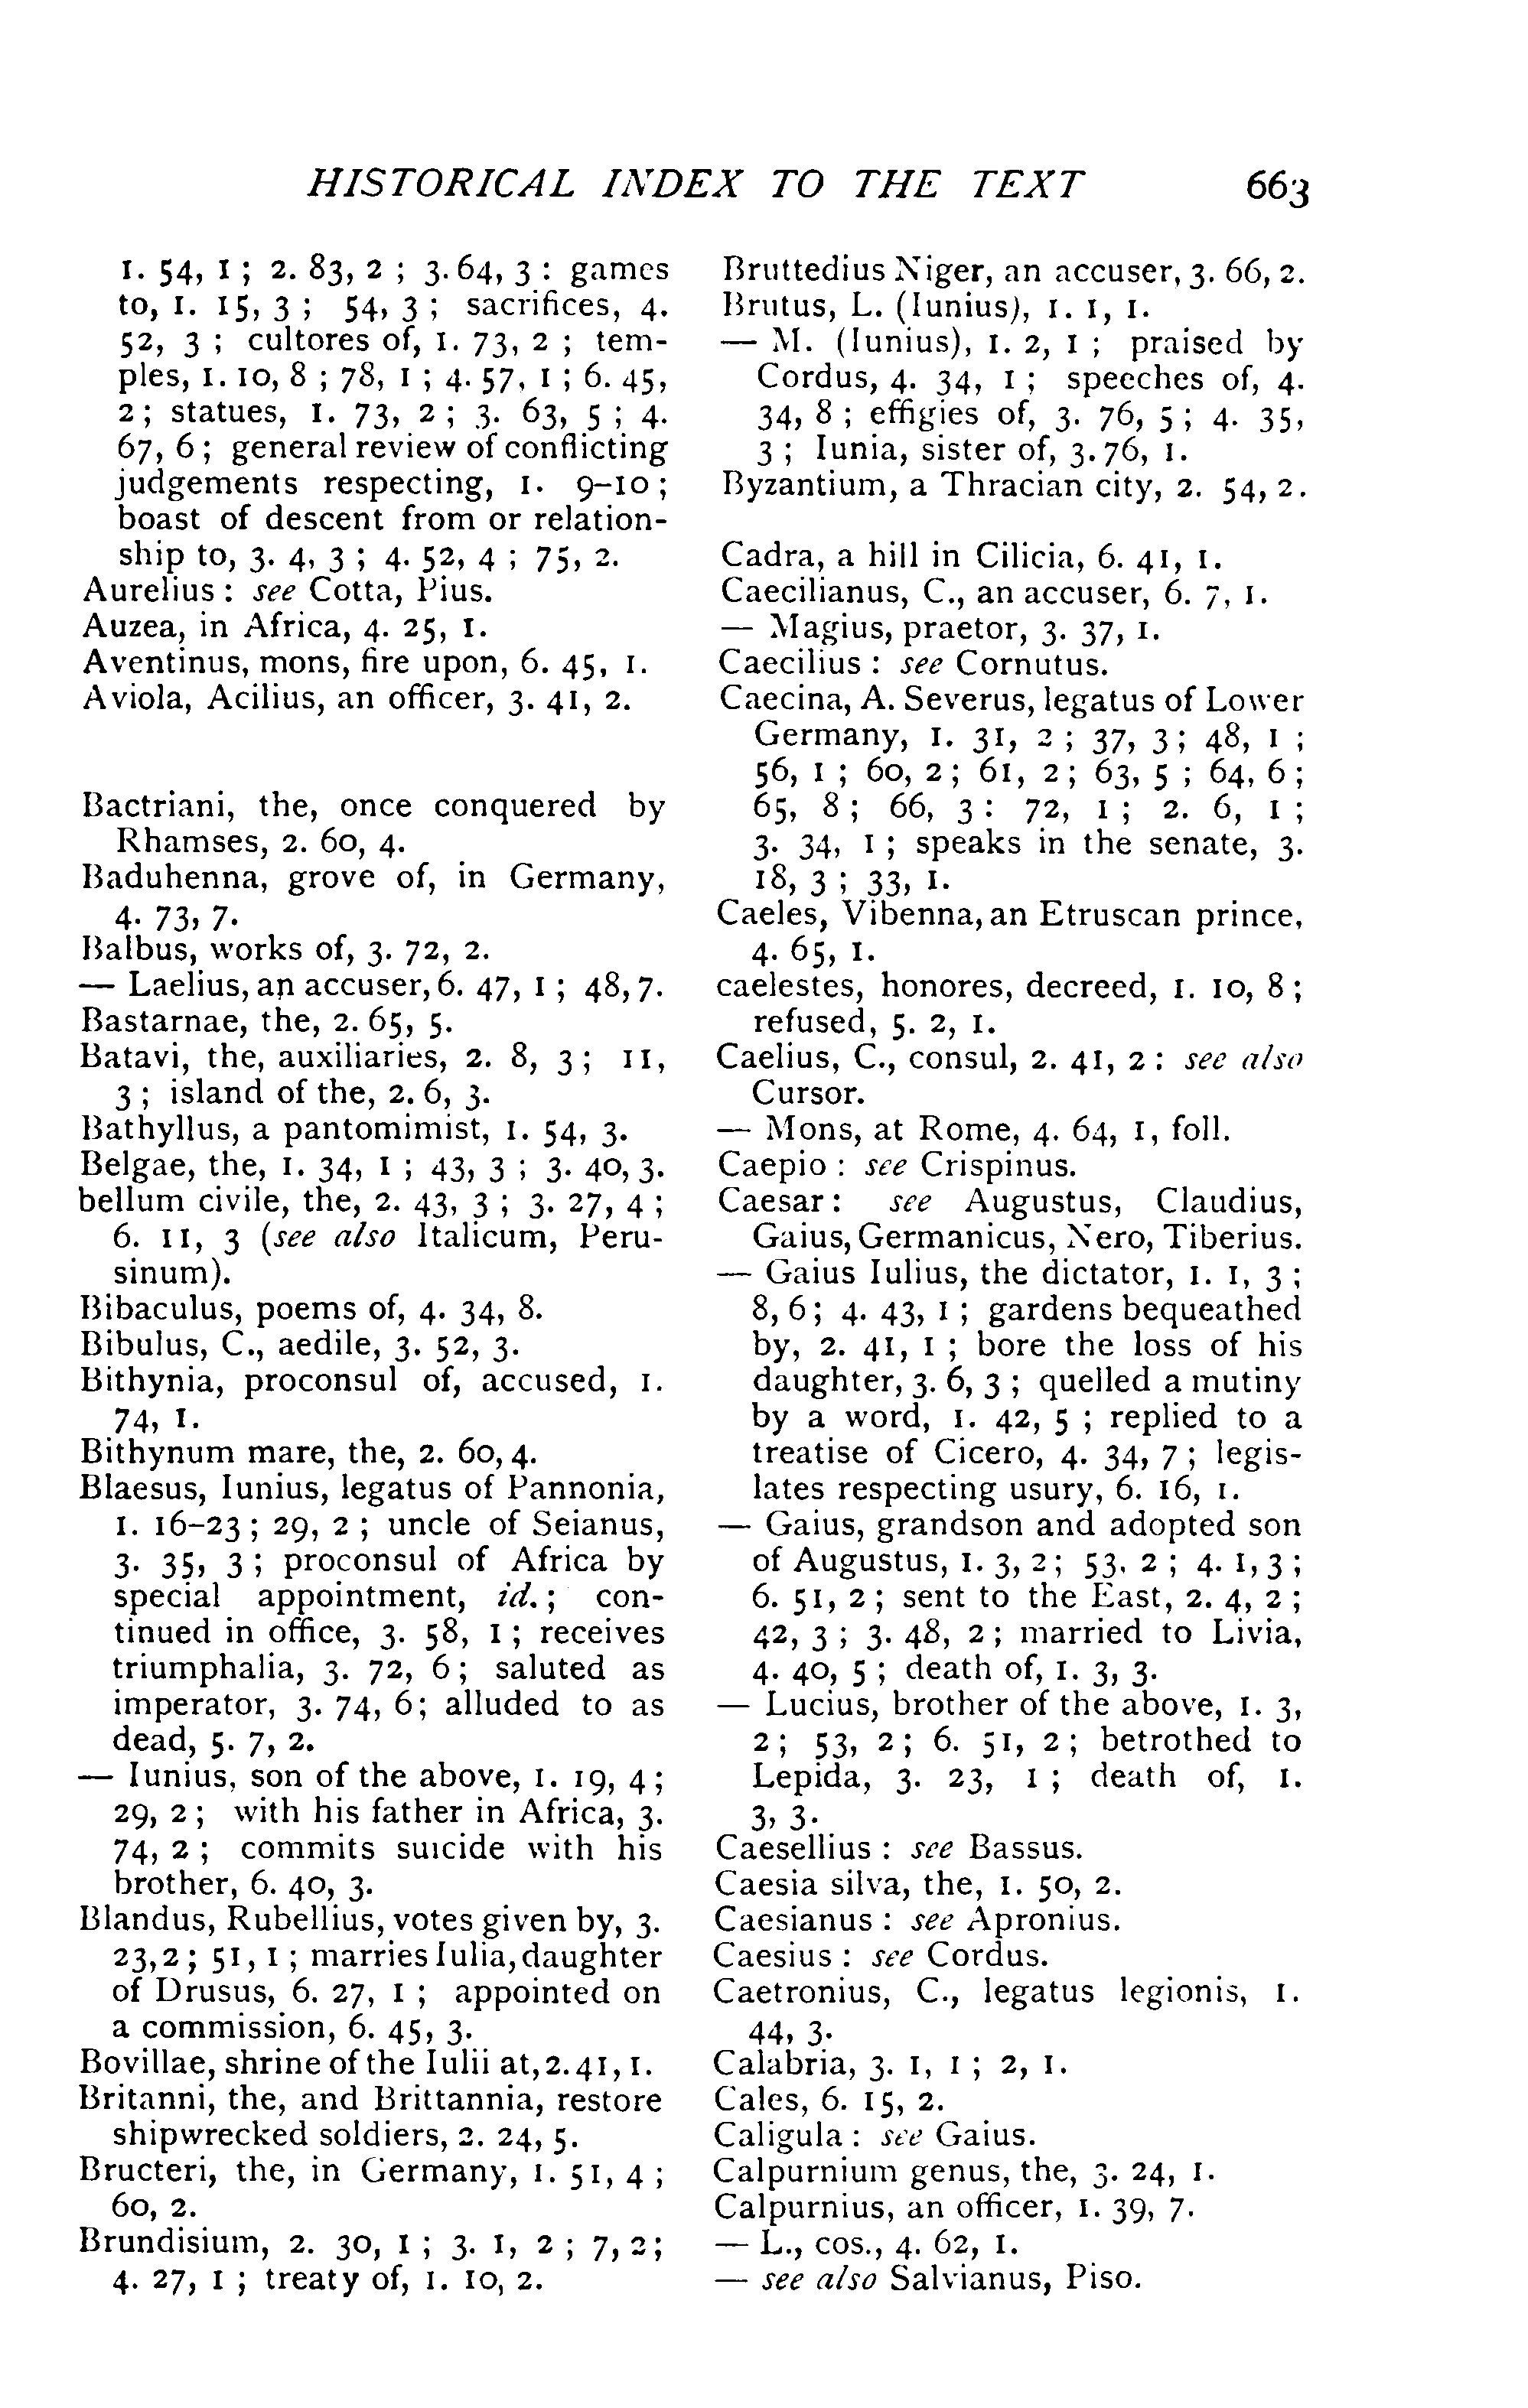 HISTORICAL INDEX TO THE TEXT 663
1. 54, 1 ; 2. 83, 2 ; 3. 64, 3 : games
to, 1. 15, 3 ; 54, 3 ; sacrifices, 4.
52, 3 ; cultores of, 1. 73, 2 ; tem-
ples, 1. 10, 8 ; 78, 1 ; 4. 57, 1 ; 6. 45,
2 ; statues, 1. 73, 2 ; 3. 63, 5 ; 4.
67, 6 ; general review of conflicting
judgements respecting, 1. 9–10 ;
boast of descent from or relation-
ship to, 3. 4, 3 ; 4. 52, 4 ; 75, 2.
Aurelius : see Cotta, Pius.
Auzea, in Africa, 4. 25, 1.
Aventinus, mons, fire upon, 6. 45, 1.
Aviola, Acilius, an officer, 3. 41, 2.
Bactriani, the, once conquered by
Rhamses, 2. 60, 4.
Baduhenna, grove of, in Germany,
4. 73, 7.
Balbus, works of, 3. 72, 2.
— Laelius, an accuser, 6. 47, 1 ; 48, 7.
Bastarnae, the, 2. 65, 5.
Batavi, the, auxiliaries, 2. 8, 3 ; 11,
3 ; island of the, 2. 6, 3.
Bathyllus, a pantomimist, 1. 54, 3.
Belgae, the, 1. 34, 1 ; 43, 3 ; 3. 40, 3.
bellum civile, the, 2. 43, 3 ; 3. 27, 4 ;
6. 11, 3 (see also Italicum, Peru-
sinum).
Bibaculus, poems of, 4. 34, 8.
Bibulus, C., aedile, 3. 52, 3.
Bithynia, proconsul of, accused, 1.
74, 1.
Bithynum mare, the, 2. 60, 4.
Blaesus, Iunius, legatus of Pannonia,
1. 16–23 ; 29, 2 ; uncle of Seianus,
3. 35, 3 ; proconsul of Africa by
special appointment, id. ; con-
tinued in office, 3. 58, 1 ; receives
triumphalia, 3. 72, 6 ; saluted as
imperator, 3. 74, 6 ; alluded to as
dead, 5. 7, 2.
— Iunius, son of the above, 1. 19, 4 ;
29, 2 ; with his father in Africa, 3.
74, 2 ; commits suicide with his
brother, 6. 40, 3.
Blandus, Rubellius, votes given by, 3.
23, 2 ; 51, 1 ; marries Iulia, daughter
of Drusus, 6. 27, 1 ; appointed on
a commission, 6. 45, 3.
Bovillae, shrine of the Iulii at, 2. 41, 1.
Britanni, the, and Brittannia, restore
shipwrecked soldiers, 2. 24, 5.
Bructeri, the, in Germany, 1. 51, 4 ;
60, 2.
Brundisium, 2. 30, 1 ; 3. 1, 2 ; 7, 2 ;
4. 27, 1 ; treaty of, 1. 10, 2.
Bruttedius Niger, an accuser, 3. 66, 2.
Brutus, L. (Iunius), 1. 1, 1.
— M. (Iunius), 1. 2, 1 ; praised by
Cordus, 4. 34, 1 ; speeches of, 4.
34, 8 ; effigies of, 3. 76, 5 ; 4. 35,
3 ; Iunia, sister of, 3. 76, 1.
Byzantium, a Thracian city, 2. 54, 2.
Cadra, a hill in Cilicia, 6. 41, 1.
Caecilianus, C., an accuser, 6. 7, 1.
— Magius, praetor, 3. 37, 1.
Caecilius : see Cornutus.
Caecina, A. Severus, legatus of Lower
Germany, 1. 31, 2 ; 37, 3 ; 48, 1 ;
56, 1 ; 60, 2 ; 61, 2 ; 63, 5 ; 64, 6 ;
65, 8 ; 66, 3 : 72, 1 ; 2. 6, 1 ;
3. 34, 1 ; speaks in the senate, 3.
18, 3 ; 33, 1.
Caeles, Vibenna, an Etruscan prince,
4. 65, 1.
caelestes, honores, decreed, 1. 10, 8 ;
refused, 5. 2, 1.
Caelius, C., consul, 2. 41, 2 : see also
Cursor.
— Mons, at Rome, 4. 64, 1, foll.
Caepio : see Crispinus.
Caesar : see Augustus, Claudius,
Gaius, Germanicus, Nero, Tiberius.
— Gaius Iulius, the dictator, 1. 1, 3 ;
8, 6 ; 4. 43, 1 ; gardens bequeathed
by, 2. 41, 1 ; bore the loss of his
daughter, 3. 6, 3 ; quelled a mutiny
by a word, 1. 42, 5 ; replied to a
treatise of Cicero, 4. 34, 7 ; legis-
lates respecting usury, 6. 16, 1.
— Gaius, grandson and adopted son
of Augustus, 1. 3, 2 ; 53, 2 ; 4. 1, 3 ;
6. 51, 2 ; sent to the East, 2. 4, 2 ;
42, 3 ; 3. 48, 2 ; married to Livia,
4. 40, 5 ; death of, 1. 3, 3.
— Lucius, brother of the above, 1. 3,
2 ; 53, 2 ; 6. 51, 2 ; betrothed to
Lepida, 3. 23, 1 ; death of, 1.
3, 3.
Caesellius : see Bassus.
Caesia silva, the, 1. 50, 2.
Caesianus : see Apronius.
Caesius : see Cordus.
Caetronius, C., legatus legionis, 1.
44, 3.
Calabria, 3. 1, 1 ; 2, 1.
Cales, 6. 15, 2.
Caligula : see Gaius.
Calpurnium genus, the, 3. 24, 1.
Calpurnius, an officer, 1. 39, 7.
— L., cos., 4. 62, 1.
— see also Salvianus, Piso.